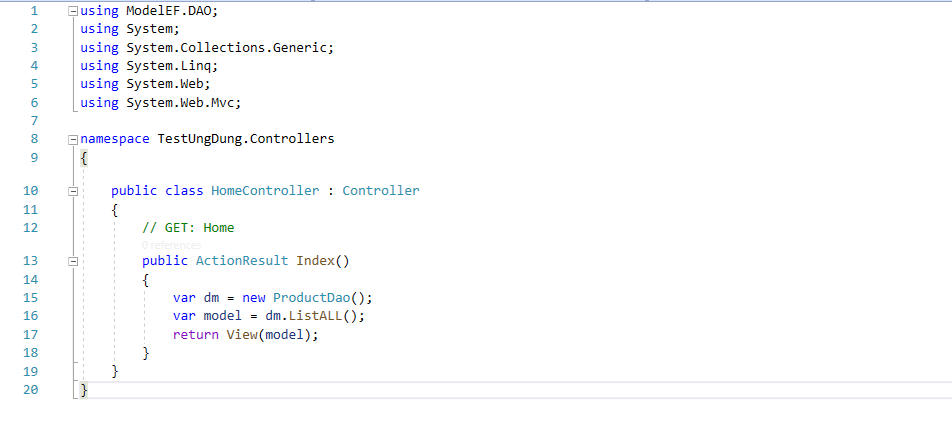 1 using ModelEF.DAO;
2 using System;
3 using System.Collections.Generic;
4 using System.Linq;
5 using System.Web;
6 using System.Web.Mvc;
7
8 namespace TestUngDung.Controllers
9 {
10 public class HomeController : Controller
11 {
12 // GET: Home
0 references
13 public ActionResult Index()
14 {
15 var dm = new ProductDao();
16 var model = dm.ListALL();
17 return View(model);
18 }
19 }
20 }